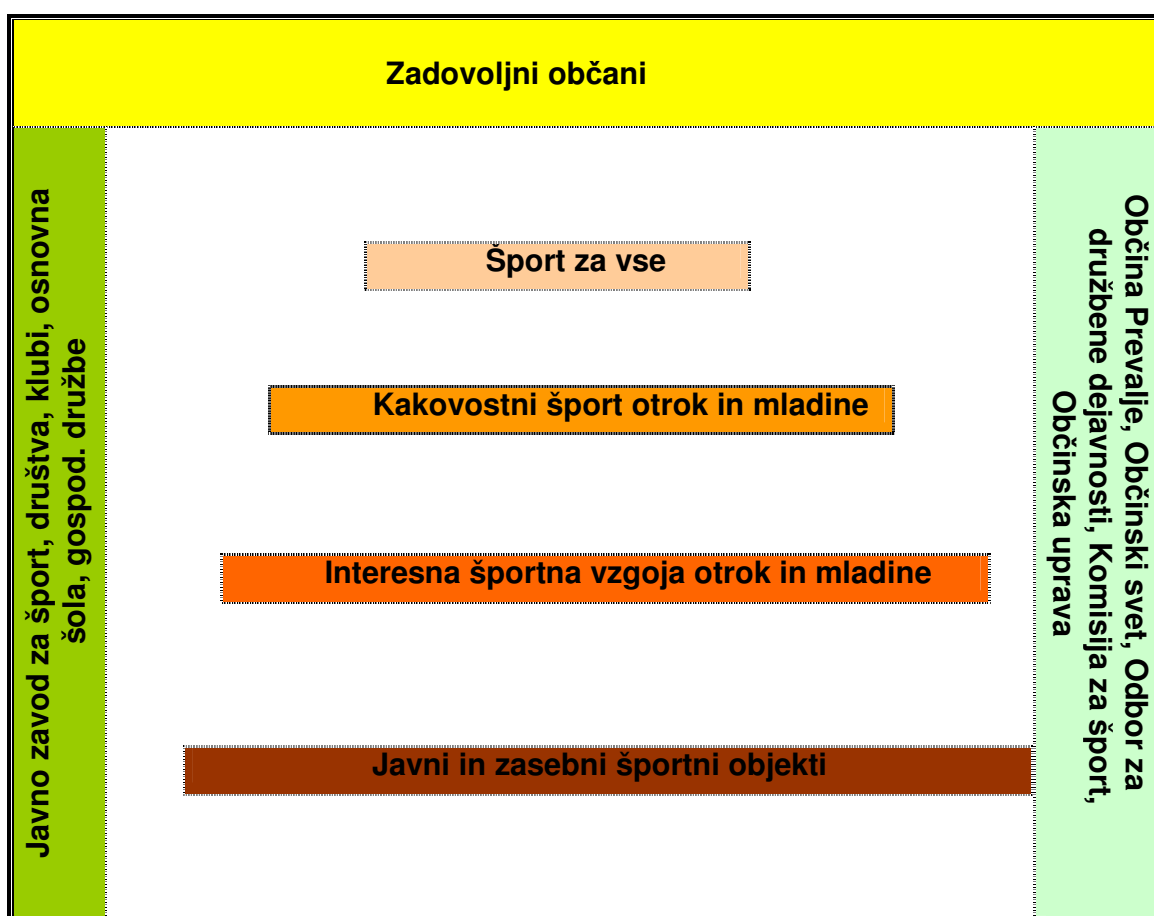 Zadovoljni občani
Javno zavod za šport, društva, klubi, osnovna
šola, gospod. družbe
Šport za vse
Kakovostni šport otrok in mladine
Interesna športna vzgoja otrok in mladine
Javni in zasebni športni objekti
Občina Prevalje, Občinski svet, Odbor za
družbene dejavnosti, Komisija za šport,
Občinska uprava